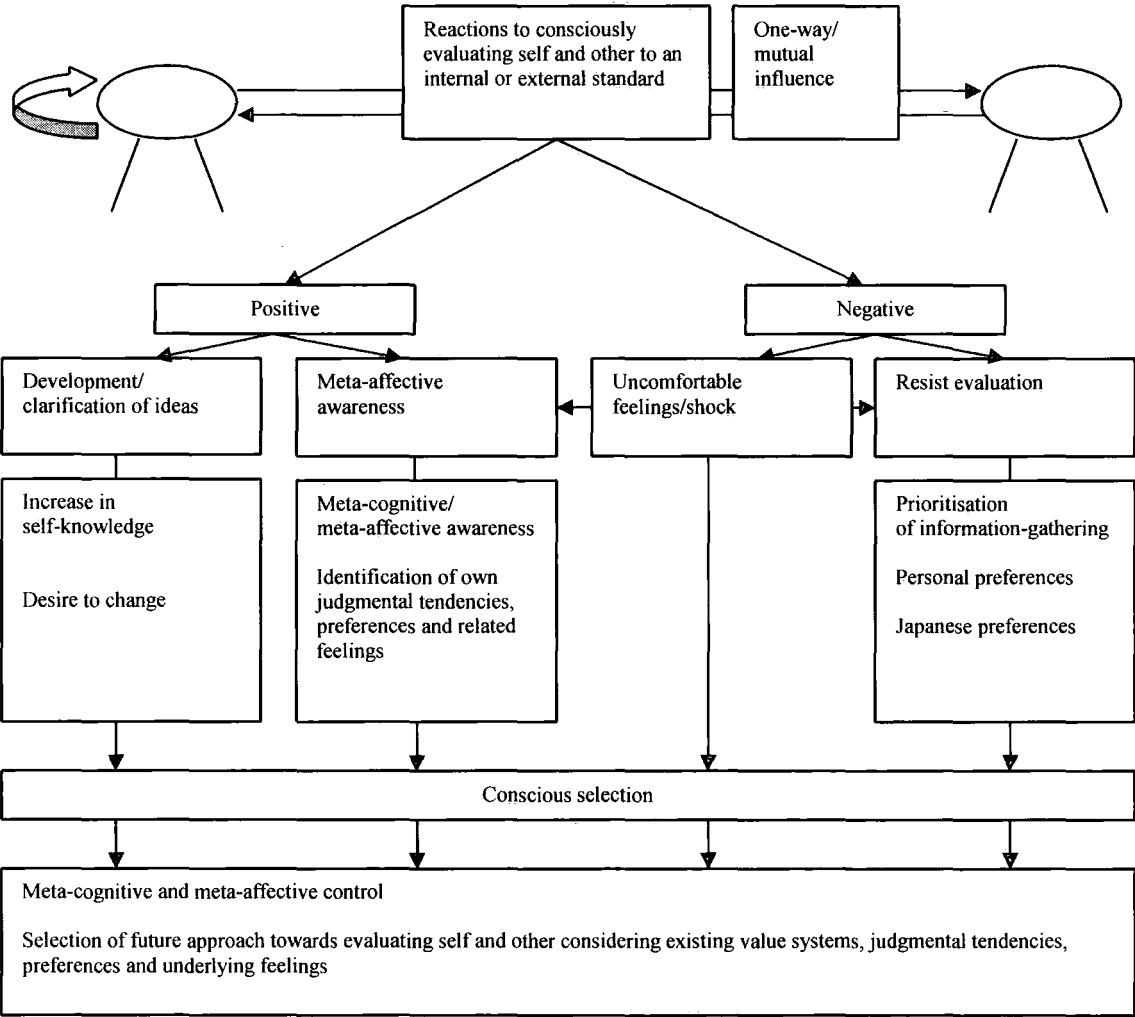 Reactions to consciously
evaluating self and other to an
internal or external standard
One-way/
mutual
influence
Positive
Negative
Development/
clarification of ideas
Meta-affective
awareness
Uncomfortable
feelings/shock
Resist evaluation
Increase in
self-knowledge
Desire to change
Meta-cognitive/
meta-affective awareness
Identification of own
judgmental tendencies,
preferences and related
feelings
Prioritisation
of information-gathering
Personal preferences
Japanese preferences
Conscious selection
Meta-cognitive and meta-affective control
Selection of future approach towards evaluating self and other considering existing value systems, judgmental tendencies,
preferences and underlying feelings